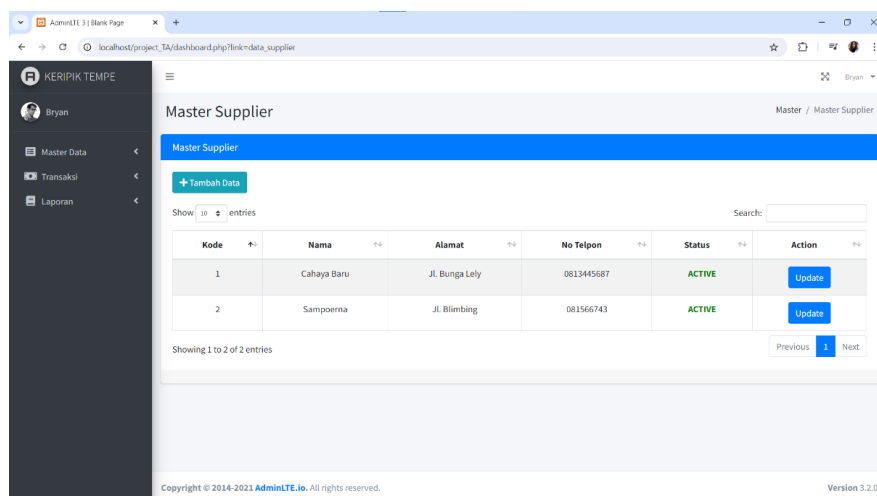 AdminLTE 3 | Blank Page
localhost/project_TA/dashboard.php?link=data_supplier
KERIPIK TEMPE
Bryan
Bryan
Master Supplier
Master / Master Supplier
Master Data
Transaksi
Laporan
Master Supplier
Tambah Data
Show 10 entries
Search:
Kode Nama Alamat No Telpon Status Action
1 Cahaya Baru Jl. Bunga Lely 0813445687 ACTIVE Update
2 Sampoerna Jl. Blimbing 081566743 ACTIVE Update
Showing 1 to 2 of 2 entries
Previous 1 Next
Copyright © 2014-2021 AdminLTE.io. All rights reserved.
Version 3.2.0